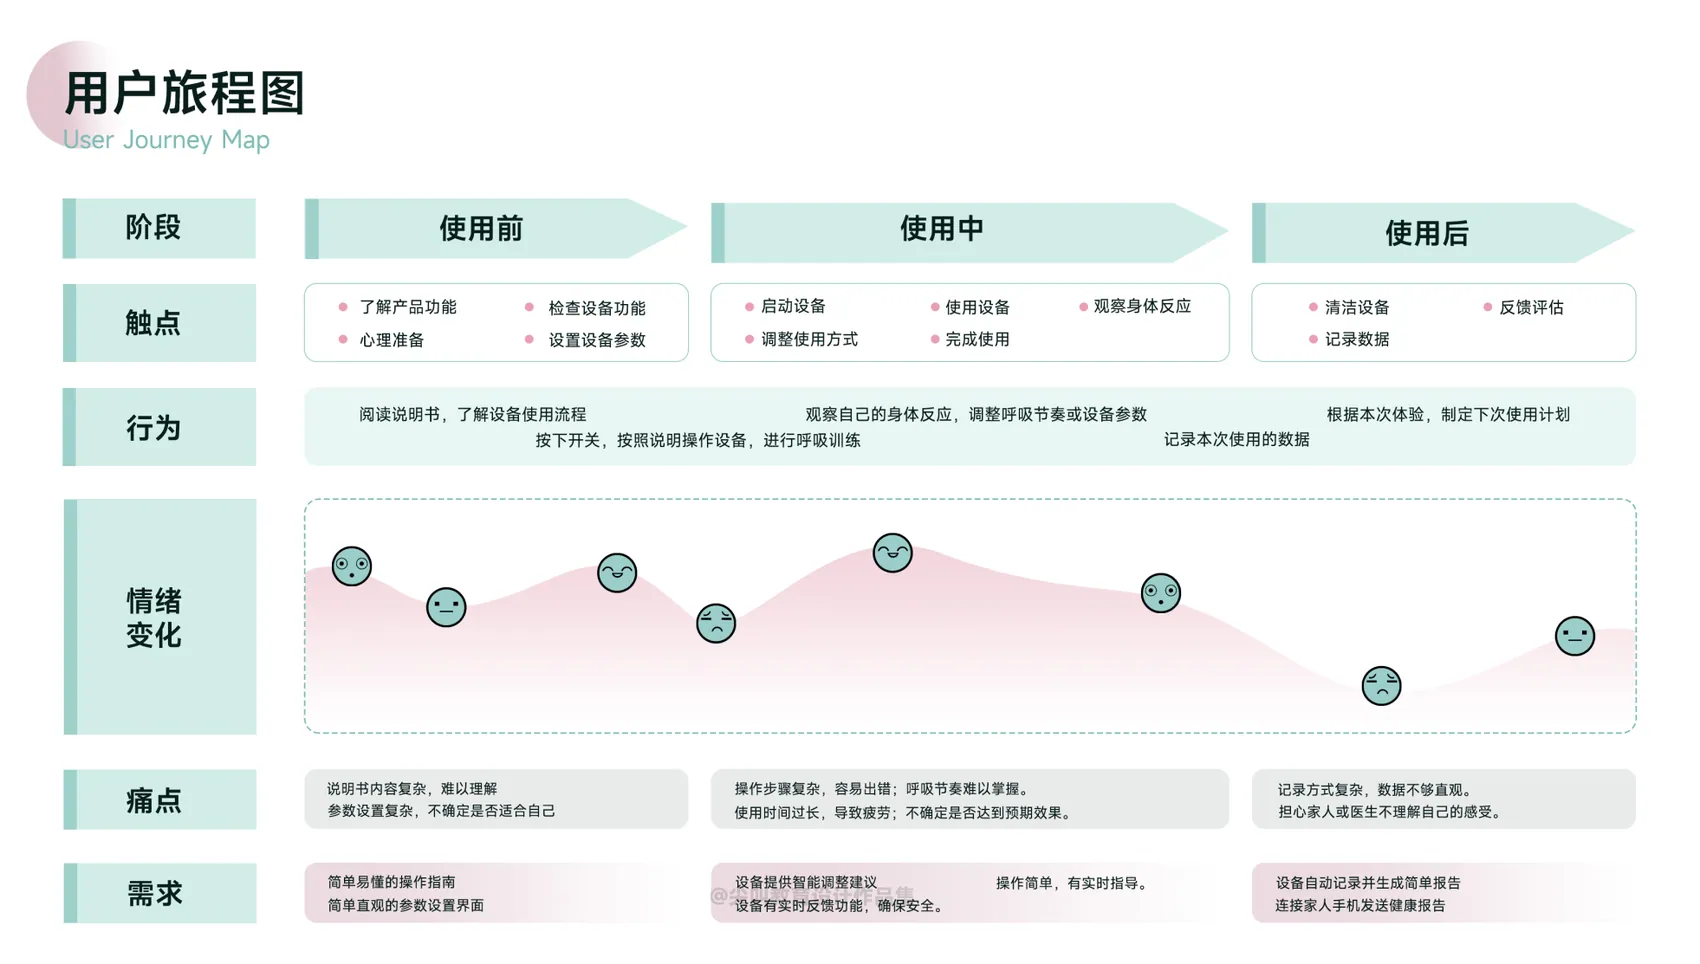 用户旅程图
User Journey Map
阶段
使用前
使用中
使用后
触点
了解产品功能
检查设备功能
心理准备
设置设备参数
启动设备
使用设备
观察身体反应
调整使用方式
完成使用
清洁设备
反馈评估
记录数据
行为
阅读说明书，了解设备使用流程
按下开关，按照说明操作设备，进行呼吸训练
观察自己的身体反应，调整呼吸节奏或设备参数
记录本次使用的数据
根据本次体验，制定下次使用计划
情绪
变化
痛点
说明书内容复杂，难以理解
参数设置复杂，不确定是否适合自己
操作步骤复杂，容易出错；呼吸节奏难以掌握。
使用时间过长，导致疲劳；不确定是否达到预期效果。
记录方式复杂，数据不够直观。
担心家人或医生不理解自己的感受。
需求
简单易懂的操作指南
简单直观的参数设置界面
设备提供智能调整建议
操作简单，有实时指导。
设备有实时反馈功能，确保安全。
@尖叫教育设计作品集
设备自动记录并生成简单报告
连接家人手机发送健康报告